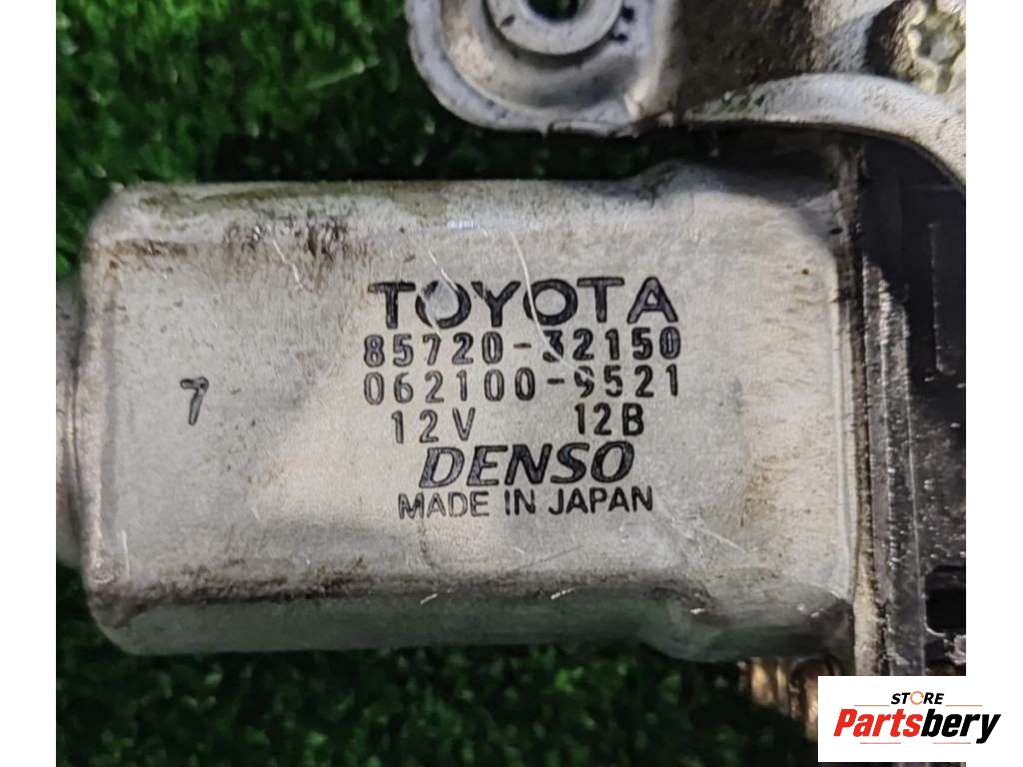 TOYOTA
85720-32150
062100-9521
7
12V 12B
DENSO
MADE IN JAPAN
STORE
Partsbery